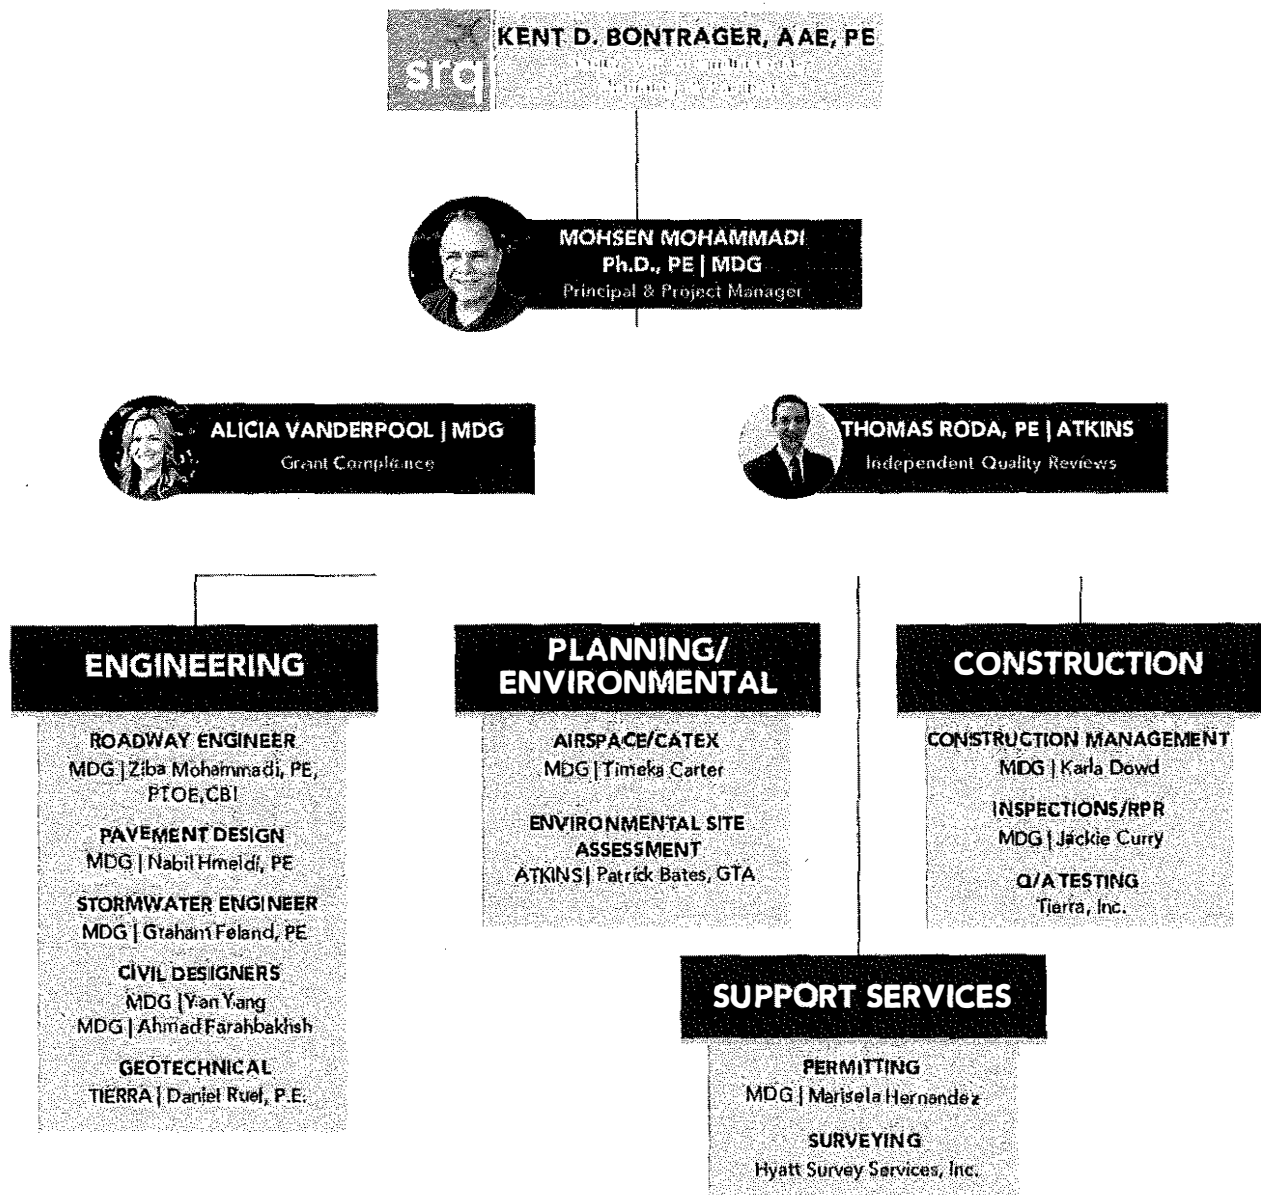 srq
KENT D. BONTRAGER, AAE, PE
MOHSEN MOHAMMADI
Ph.D., PE | MDG
Principal & Project Manager
ALICIA VANDERPOOL | MDG
Grant Compliance
THOMAS RODA, PE | ATKINS
Independent Quality Reviews
ENGINEERING
ROADWAY ENGINEER
MDG | Ziba Mohammadi, PE,
PTOE,CBI
PAVEMENT DESIGN
MDG | Nabil Hmeidi, PE
STORMWATER ENGINEER
MDG | Graham Feland, PE
CIVIL DESIGNERS
MDG | Yan Yang
MDG | Ahmad Farahbakhsh
GEOTECHNICAL
TIERRA | Daniel Ruel, P.E.
PLANNING/
ENVIRONMENTAL
AIRSPACE/CATEX
MDG | Timeka Carter
ENVIRONMENTAL SITE
ASSESSMENT
ATKINS | Patrick Bates, GTA
CONSTRUCTION
CONSTRUCTION MANAGEMENT
MDG | Karla Dowd
INSPECTIONS/RPR
MDG | Jackie Curry
Q/A TESTING
Tierra, Inc.
SUPPORT SERVICES
PERMITTING
MDG | Marisela Hernandez
SURVEYING
Hyatt Survey Services, Inc.